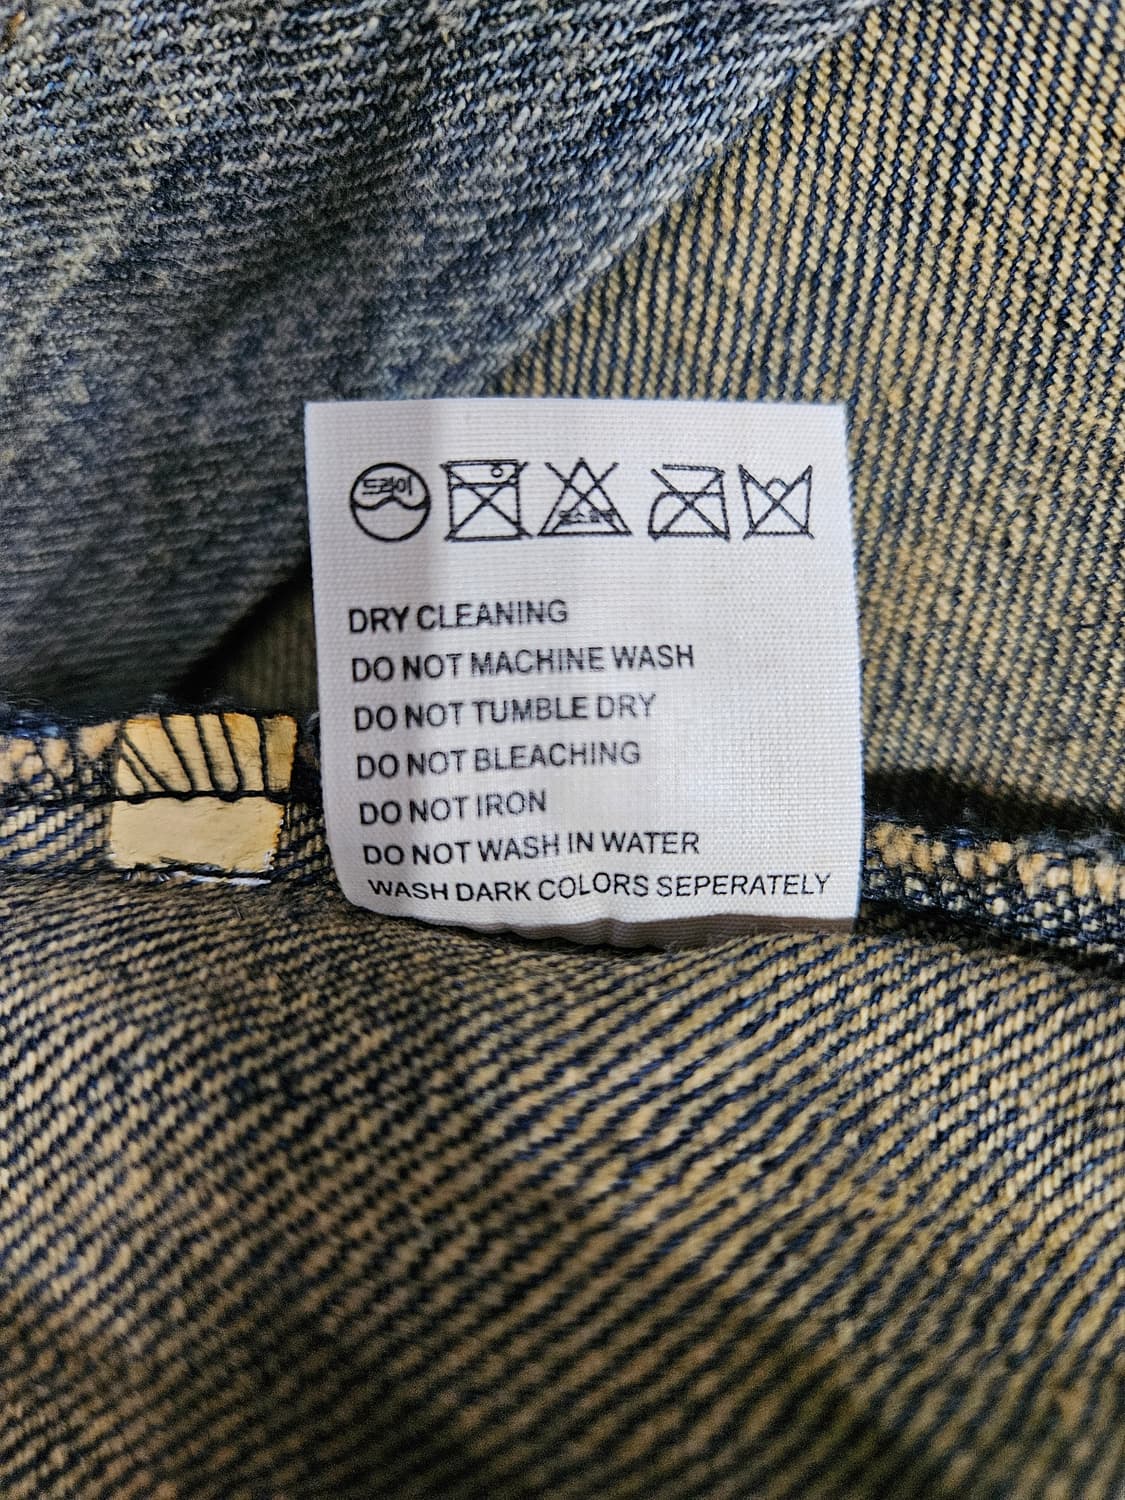 드라이
DRY CLEANING
DO NOT MACHINE WASH
DO NOT TUMBLE DRY
DO NOT BLEACHING
DO NOT IRON
DO NOT WASH IN WATER
WASH DARK COLORS SEPERATELY